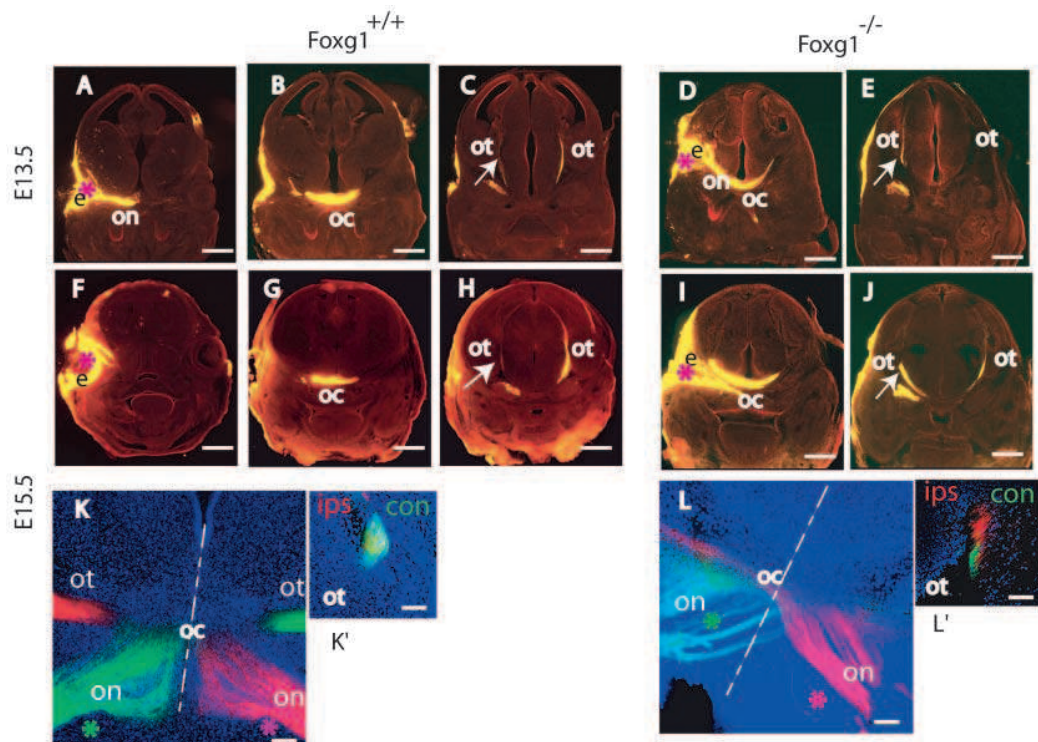 Foxg1+/+
Foxg1-/-
E13.5
A
e
*
on
B
oc
C
ot
ot
D
e
*
on
oc
E
ot
ot
E15.5
F
*
e
G
oc
H
ot
ot
I
e
*
oc
J
ot
ot
K
ot
ot
oc
on
on
*
*
ips
con
ot
K'
L
oc
on
*
on
*
ips
con
ot
L'